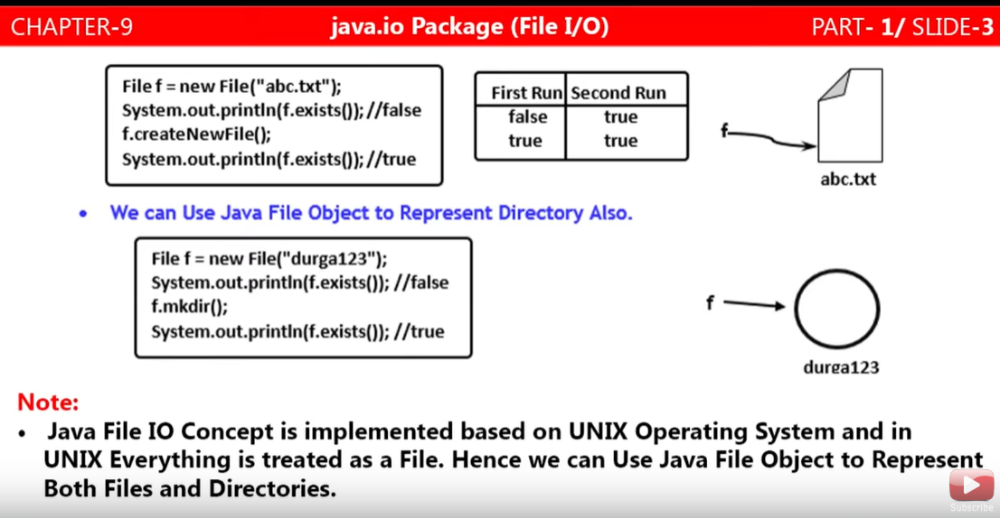 CHAPTER-9 java.io Package (File I/O) PART- 1/ SLIDE-3
File f = new File("abc.txt");
System.out.println(f.exists()); //false
f.createNewFile();
System.out.println(f.exists()); //true
First Run Second Run
false true
true true
f
abc.txt
• We can Use Java File Object to Represent Directory Also.
File f = new File("durga123");
System.out.println(f.exists()); //false
f.mkdir();
System.out.println(f.exists()); //true
f
durga123
Note:
• Java File IO Concept is implemented based on UNIX Operating System and in
UNIX Everything is treated as a File. Hence we can Use Java File Object to Represent
Both Files and Directories.
Subscribe